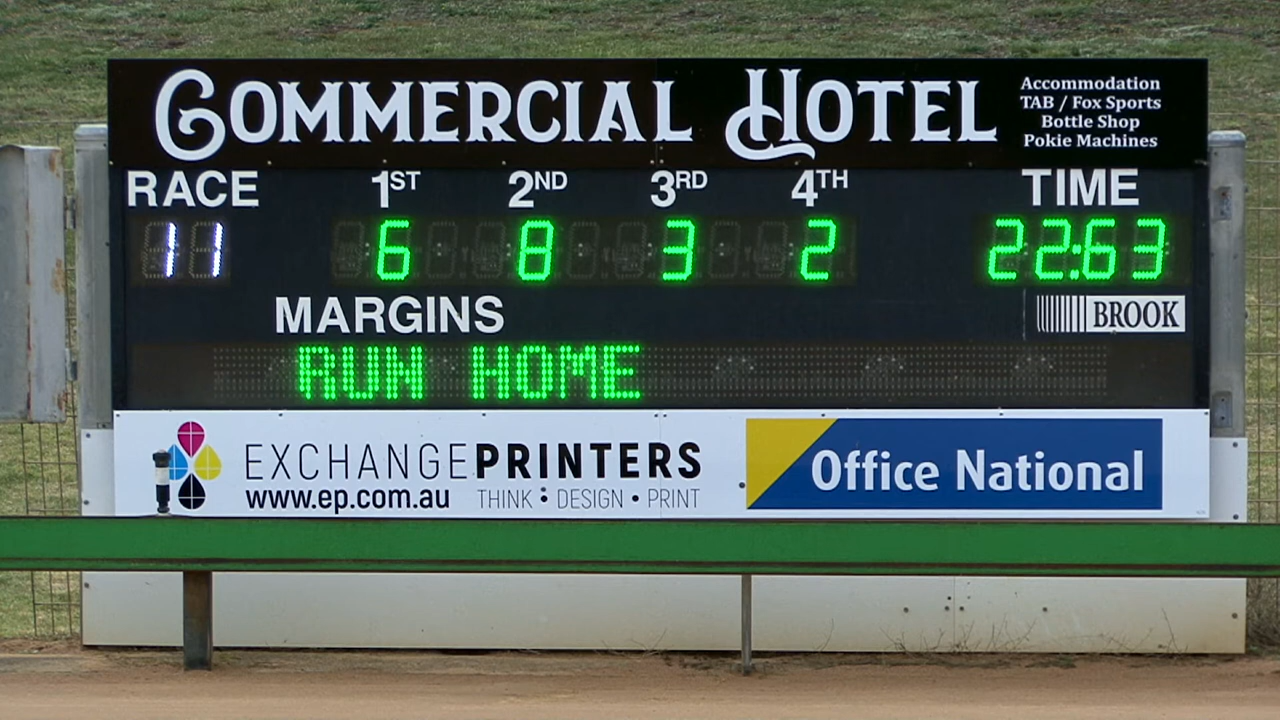 COMMERCIAL HOTEL
Accommodation
TAB / Fox Sports
Bottle Shop
Pokie Machines
RACE 1ST 2ND 3RD 4TH TIME
11 6 8 3 2 22:63
MARGINS
BROOK
RUN HOME
EXCHANGEPRINTERS
www.ep.com.au THINK : DESIGN • PRINT
Office National